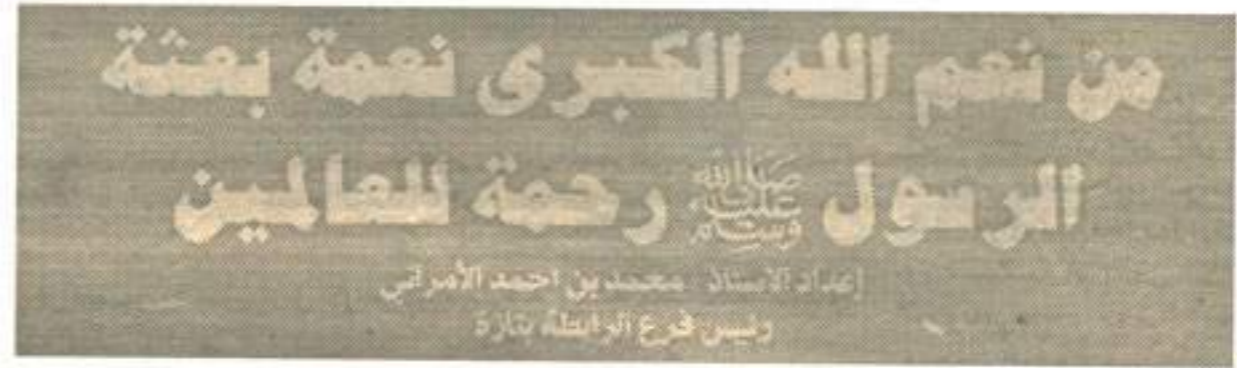 من نعم الله الكبرى نعمة بعثة
الرسول ﷺ رحمة للعالمين
إعداد الأستاذ : محمد بن احمد الأمراني
رئيس فرع الرابطة بتازة